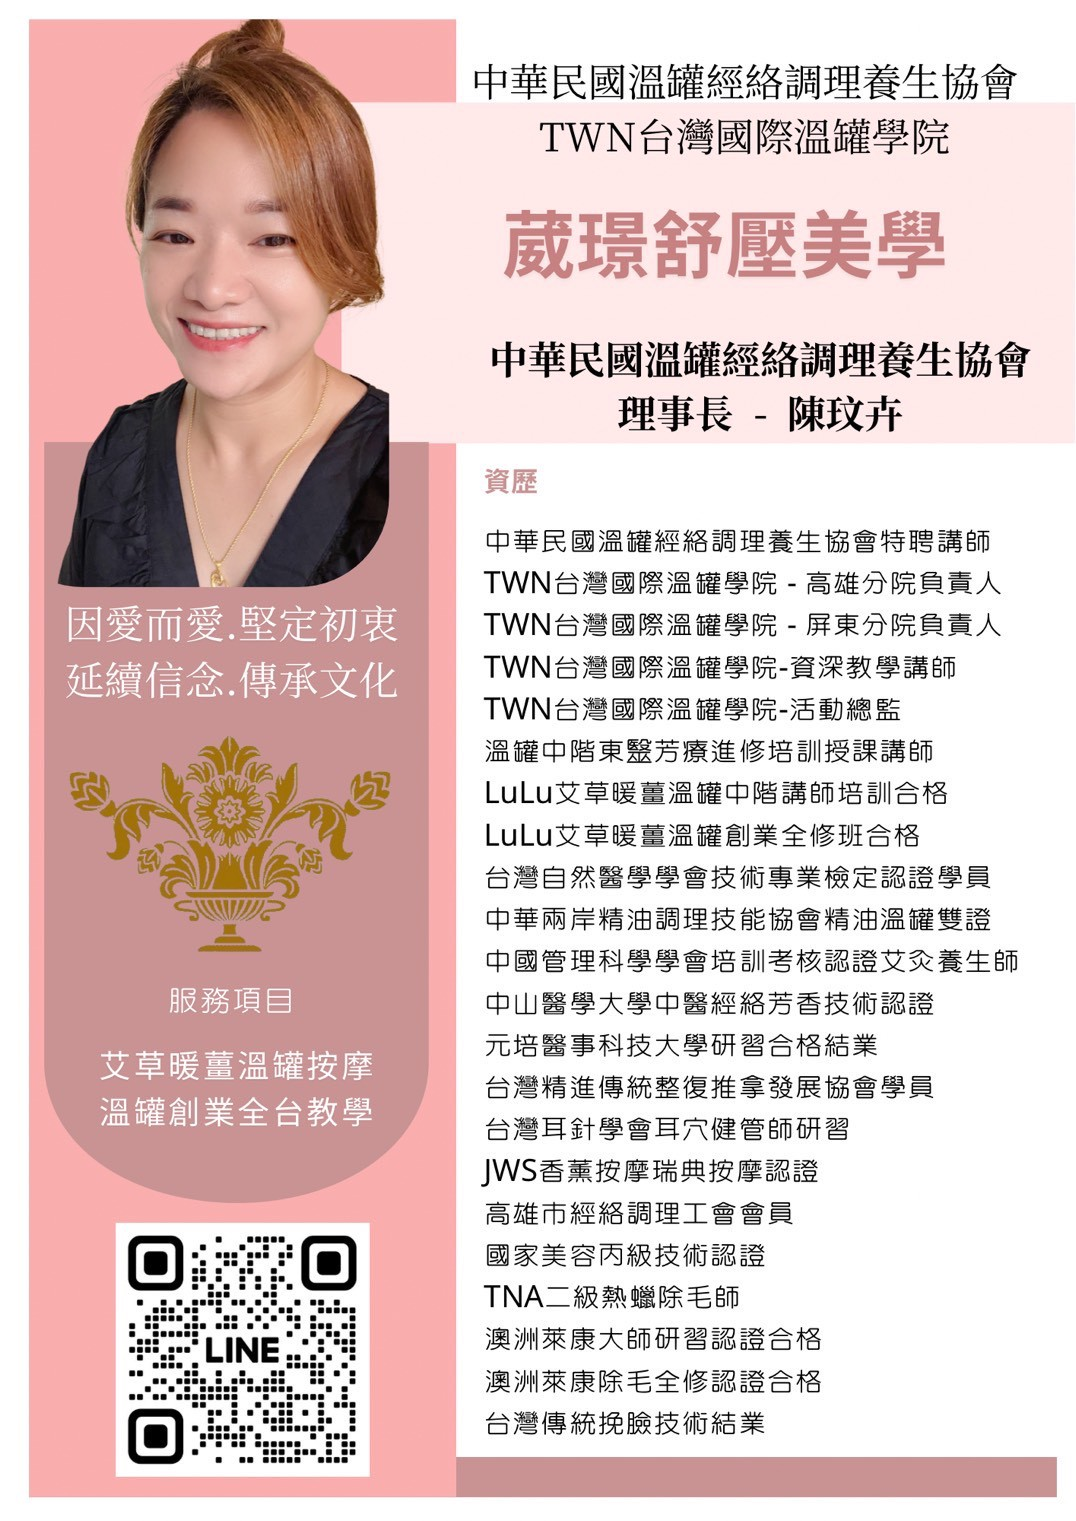 中華民國溫罐經絡調理養生協會
TWN台灣國際溫罐學院
葳璟舒壓美學
中華民國溫罐經絡調理養生協會
理事長 - 陳玟卉
因愛而愛.堅定初衷
延續信念.傳承文化
服務項目
艾草暖薑溫罐按摩
溫罐創業全台教學
LINE
資歷
中華民國溫罐經絡調理養生協會特聘講師
TWN台灣國際溫罐學院 - 高雄分院負責人
TWN台灣國際溫罐學院 - 屏東分院負責人
TWN台灣國際溫罐學院-資深教學講師
TWN台灣國際溫罐學院-活動總監
溫罐中階東毉芳療進修培訓授課講師
LuLu艾草暖薑溫罐中階講師培訓合格
LuLu艾草暖薑溫罐創業全修班合格
台灣自然醫學學會技術專業檢定認證學員
中華兩岸精油調理技能協會精油溫罐雙證
中國管理科學學會培訓考核認證艾灸養生師
中山醫學大學中醫經絡芳香技術認證
元培醫事科技大學研習合格結業
台灣精進傳統整復推拿發展協會學員
台灣耳針學會耳穴健管師研習
JWS香薰按摩瑞典按摩認證
高雄市經絡調理工會會員
國家美容丙級技術認證
TNA二級熱蠟除毛師
澳洲萊康大師研習認證合格
澳洲萊康除毛全修認證合格
台灣傳統挽臉技術結業